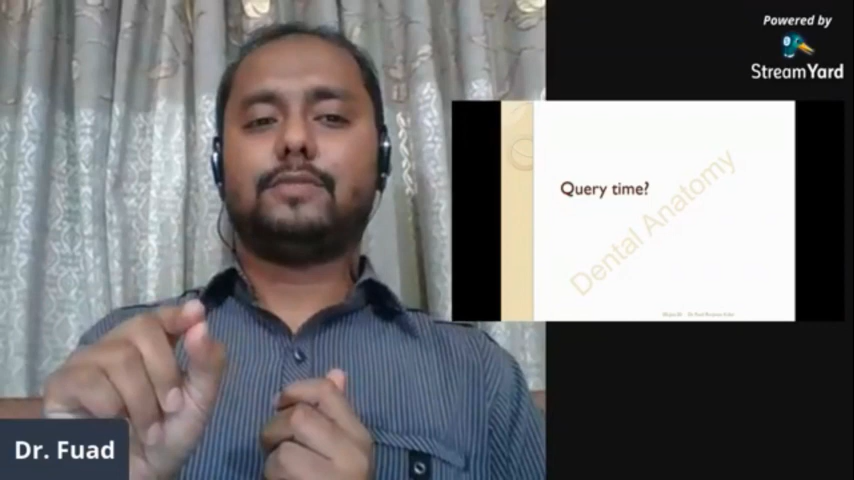 Powered by
StreamYard
Query time?
Dental Anatomy
Dr. Fuad